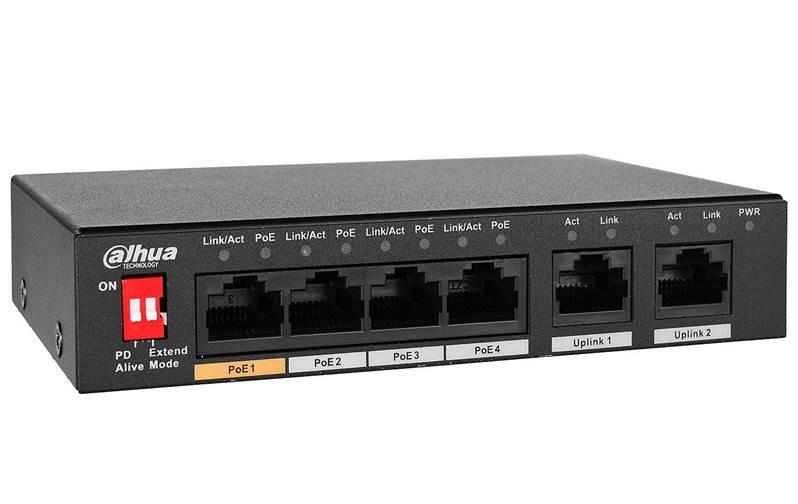 Link/Act PoE Link/Act PoE Link/Act PoE Link/Act PoE Act Link Act Link PWR
alhua
TECHNOLOGY
ON
PD Extend
Alive Mode
PoE1 PoE2 PoE3 PoE4 Uplink 1 Uplink 2